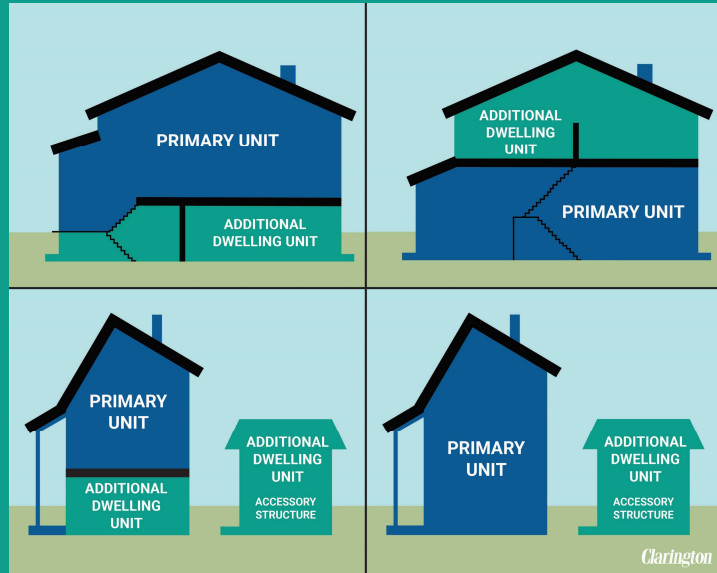 PRIMARY UNIT
ADDITIONAL
DWELLING UNIT
ADDITIONAL
DWELLING
UNIT
PRIMARY UNIT
PRIMARY
UNIT
ADDITIONAL
DWELLING
UNIT
ADDITIONAL
DWELLING
UNIT
ACCESSORY
STRUCTURE
PRIMARY
UNIT
ADDITIONAL
DWELLING
UNIT
ACCESSORY
STRUCTURE
Clarington